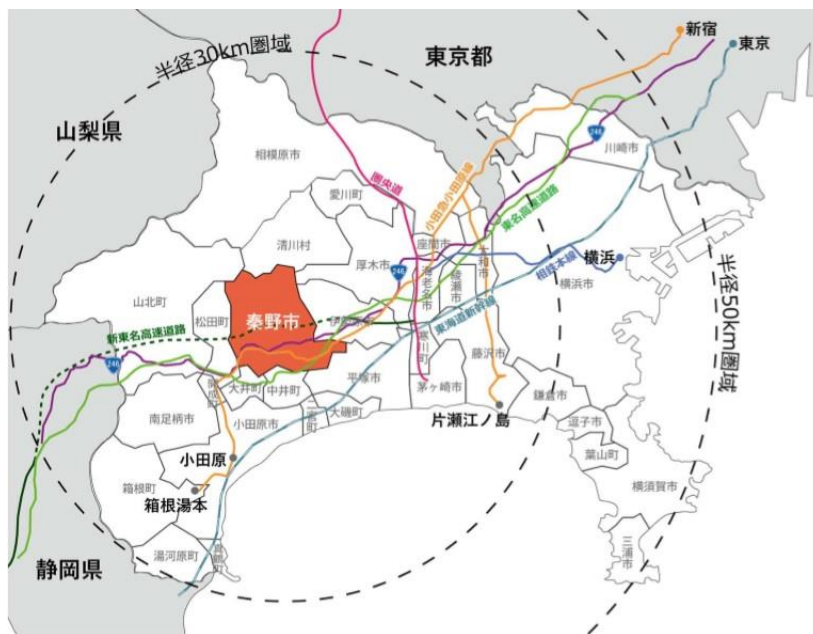 新宿
東京
半径30km圏域
東京都
山梨県
246
川崎市
相模原市
圏央道
小田急小田原線
愛川町
東名高速道路
清川村
座間市
大和市
厚木市
246
海老名市
綾瀬市
相鉄本線
横浜
横浜市
半径50km圏域
山北町
松田町
秦野市
新東名高速道路
東海道新幹線
寒川町
藤沢市
246
開成町
大井町
中井町
平塚市
茅ヶ崎市
鎌倉市
南足柄市
小田原市
二宮町
大磯町
片瀬江ノ島
逗子市
葉山町
小田原
箱根町
箱根湯本
横須賀市
湯河原町
真鶴町
三浦市
静岡県